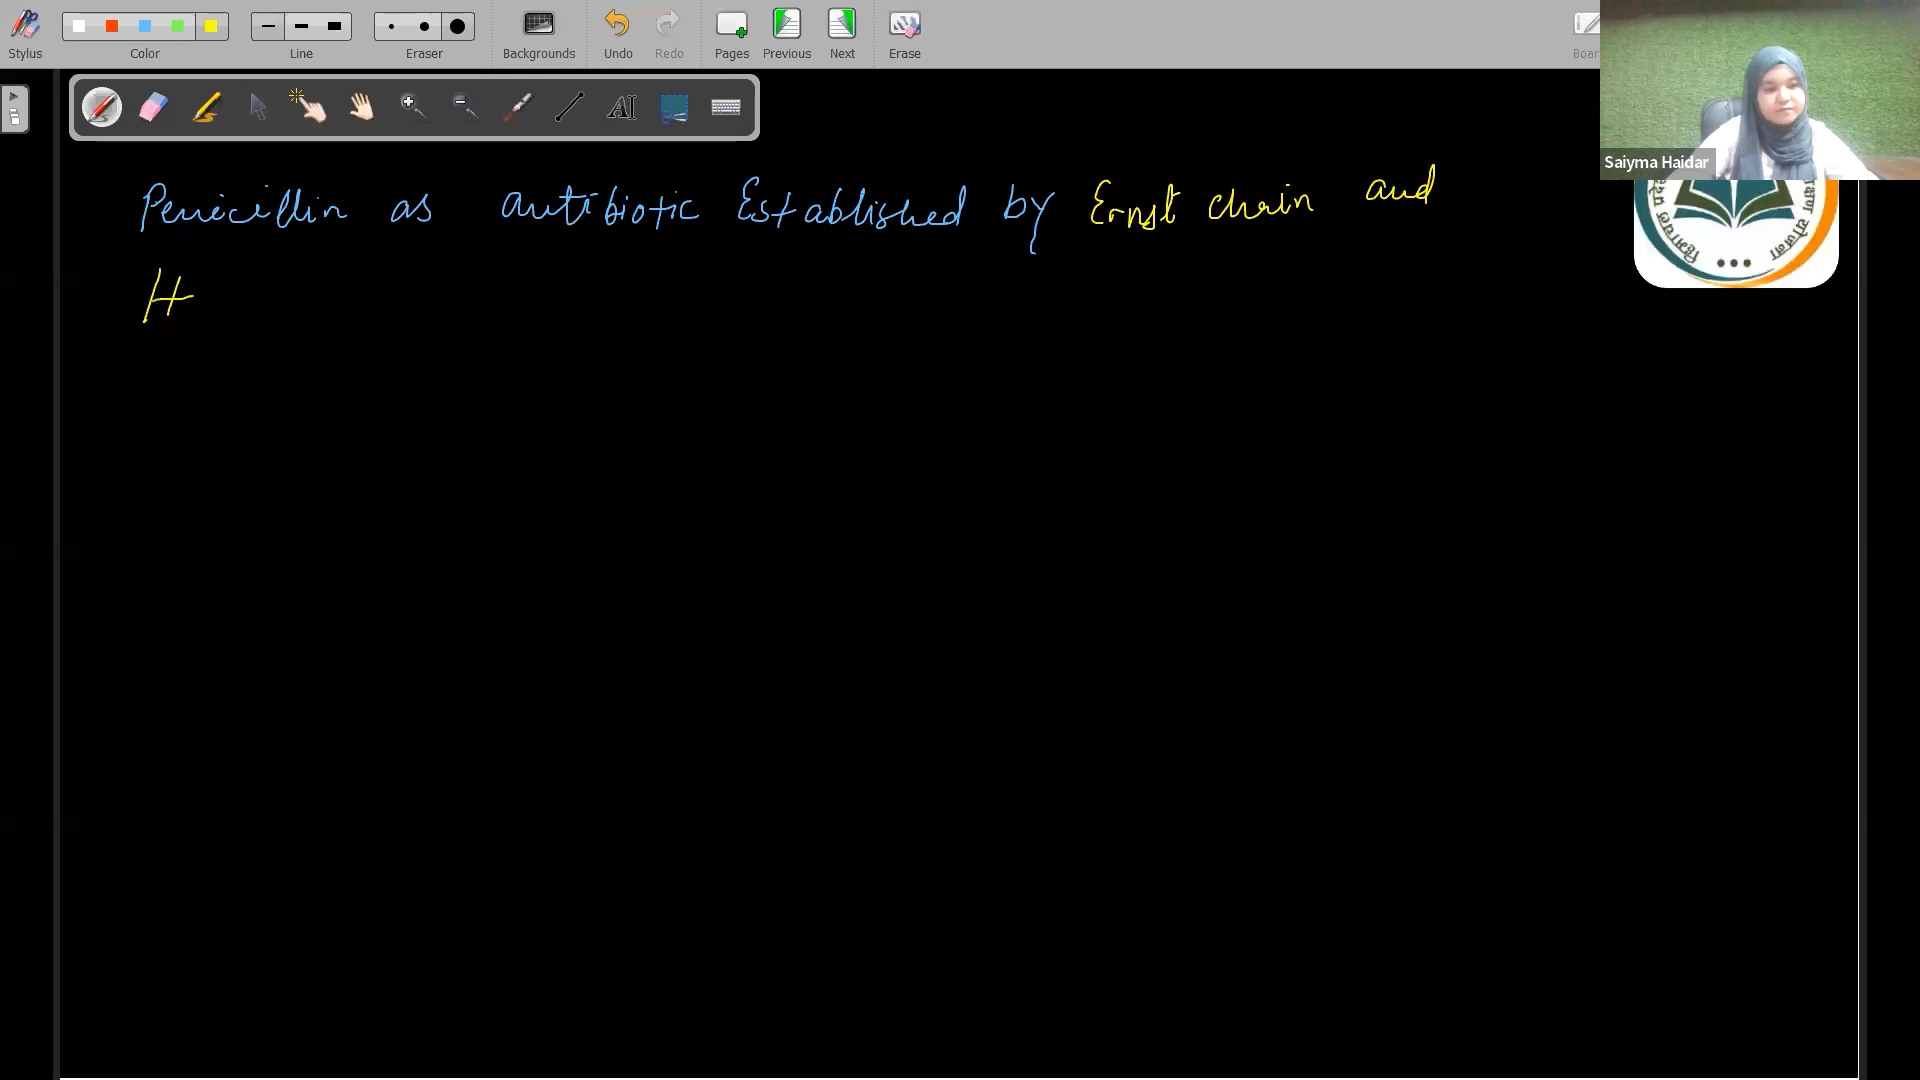 Stylus Color Line Eraser Backgrounds Undo Redo Pages Previous Next Erase
Saiyma Haidar
Penicillin as antibiotic Established by Ernst chain and
H